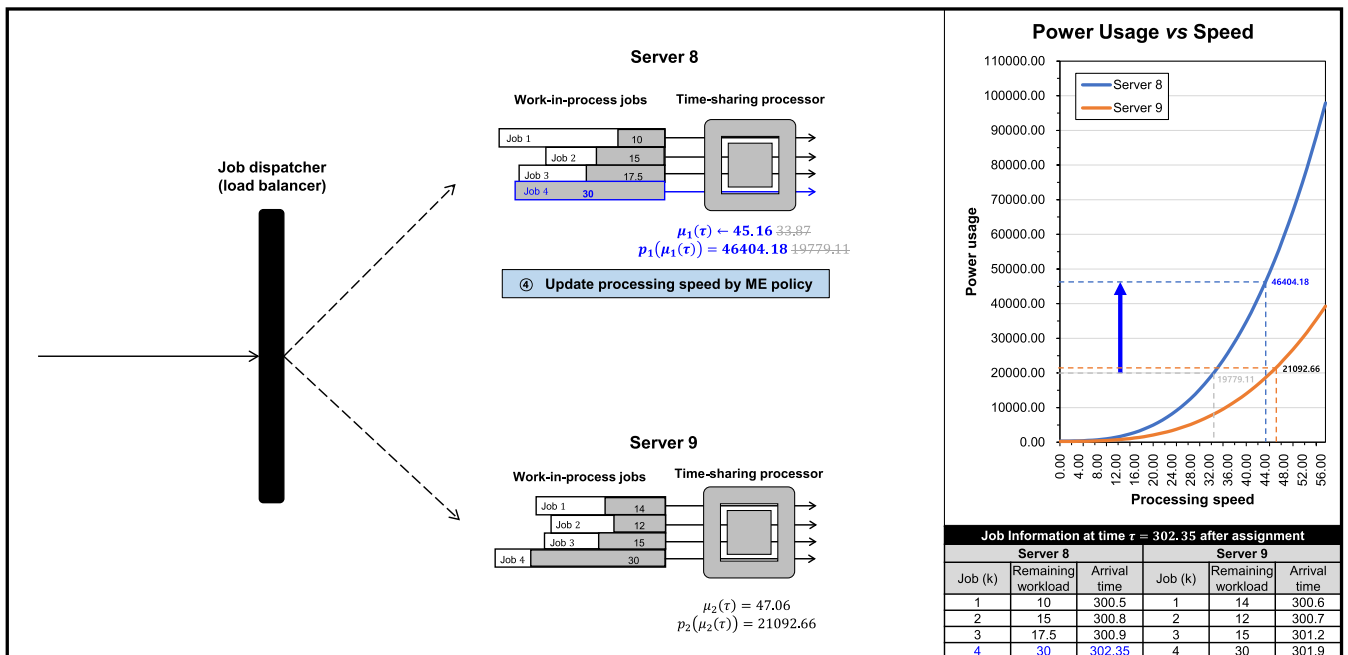 Server 8
Work-in-process jobs Time-sharing processor
Job 1 10
Job 2 15
Job 3 17.5
Job 4 30
Job dispatcher
(load balancer)
μ₁(τ) ← 45.16 33.87
p₁(μ₁(τ)) = 46404.18 19779.11
④ Update processing speed by ME policy
Server 9
Work-in-process jobs Time-sharing processor
Job 1 14
Job 2 12
Job 3 15
Job 4 30
μ₂(τ) = 47.06
p₂(μ₂(τ)) = 21092.66
Power Usage vs Speed
110000.00
100000.00
90000.00
80000.00
70000.00
60000.00
50000.00
40000.00
30000.00
20000.00
10000.00
0.00
Power usage
Server 8
Server 9
46404.18
21092.66
19779.11
0.00 4.00 8.00 12.00 16.00 20.00 24.00 28.00 32.00 36.00 40.00 44.00 48.00 52.00 56.00
Processing speed
Job Information at time τ = 302.35 after assignment
Server 8 Server 9
Job (k) Remaining workload Arrival time Job (k) Remaining workload Arrival time
1 10 300.5 1 14 300.6
2 15 300.8 2 12 300.7
3 17.5 300.9 3 15 301.2
4 30 302.35 4 30 301.9